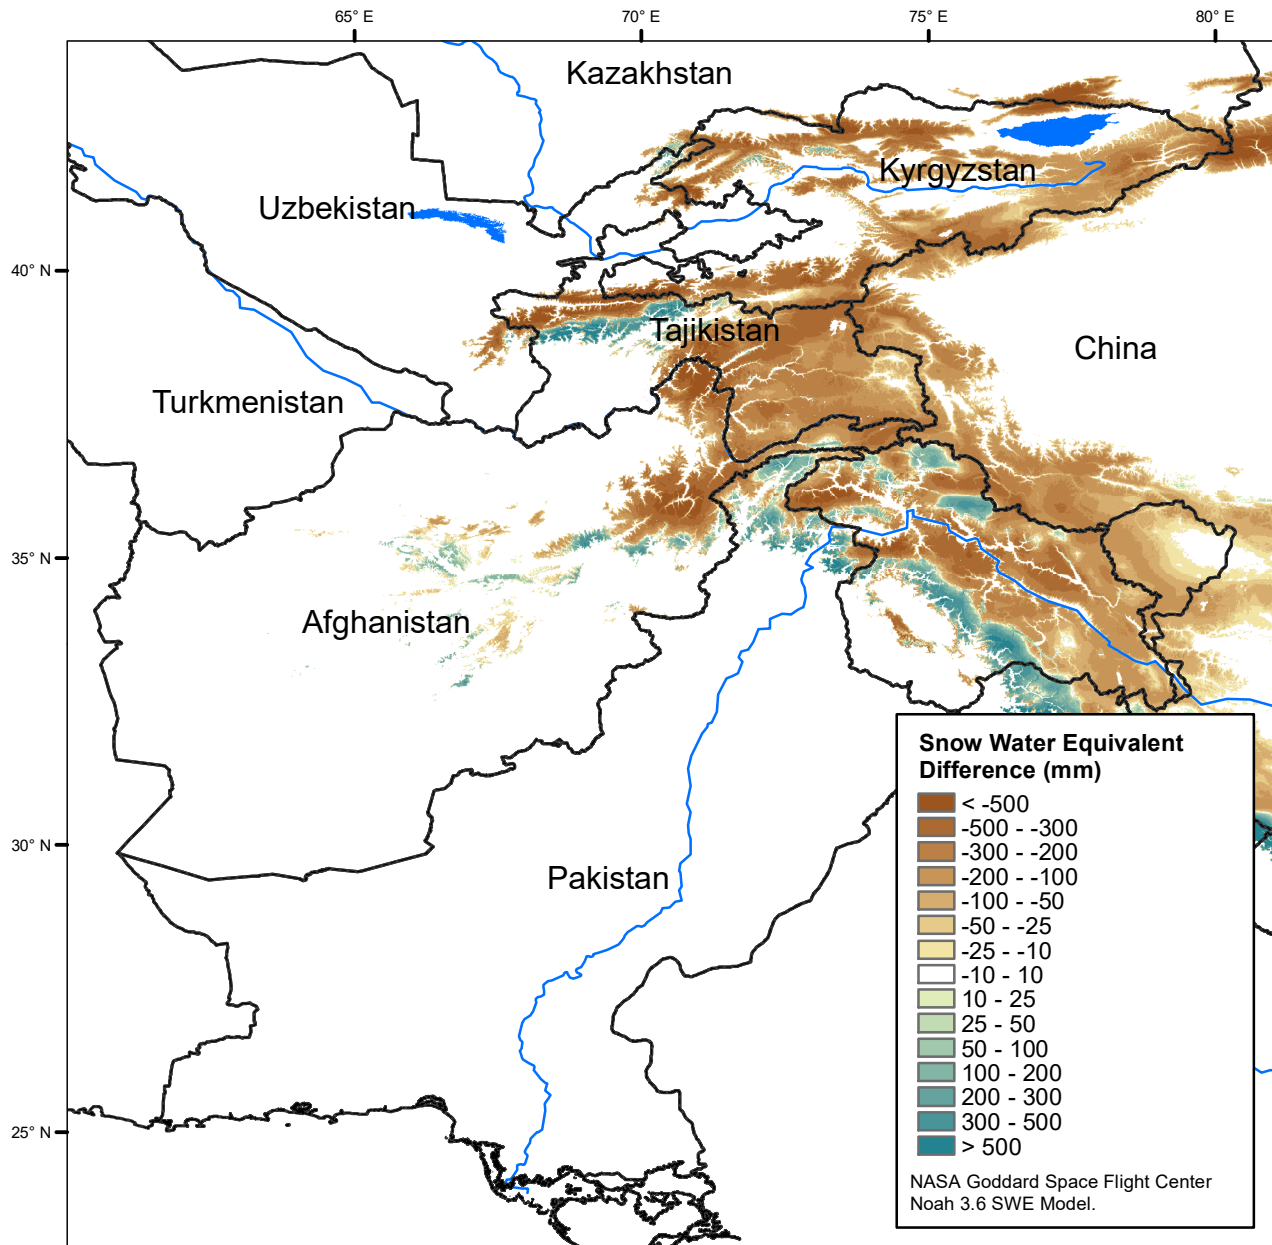 65° E 70° E 75° E 80° E
Kazakhstan
Kyrgyzstan
Uzbekistan
40° N
Tajikistan
China
Turkmenistan
35° N
Afghanistan
Snow Water Equivalent
Difference (mm)
< -500
-500 - -300
-300 - -200
-200 - -100
-100 - -50
-50 - -25
-25 - -10
-10 - 10
10 - 25
25 - 50
50 - 100
100 - 200
200 - 300
300 - 500
> 500
30° N
Pakistan
25° N
NASA Goddard Space Flight Center
Noah 3.6 SWE Model.